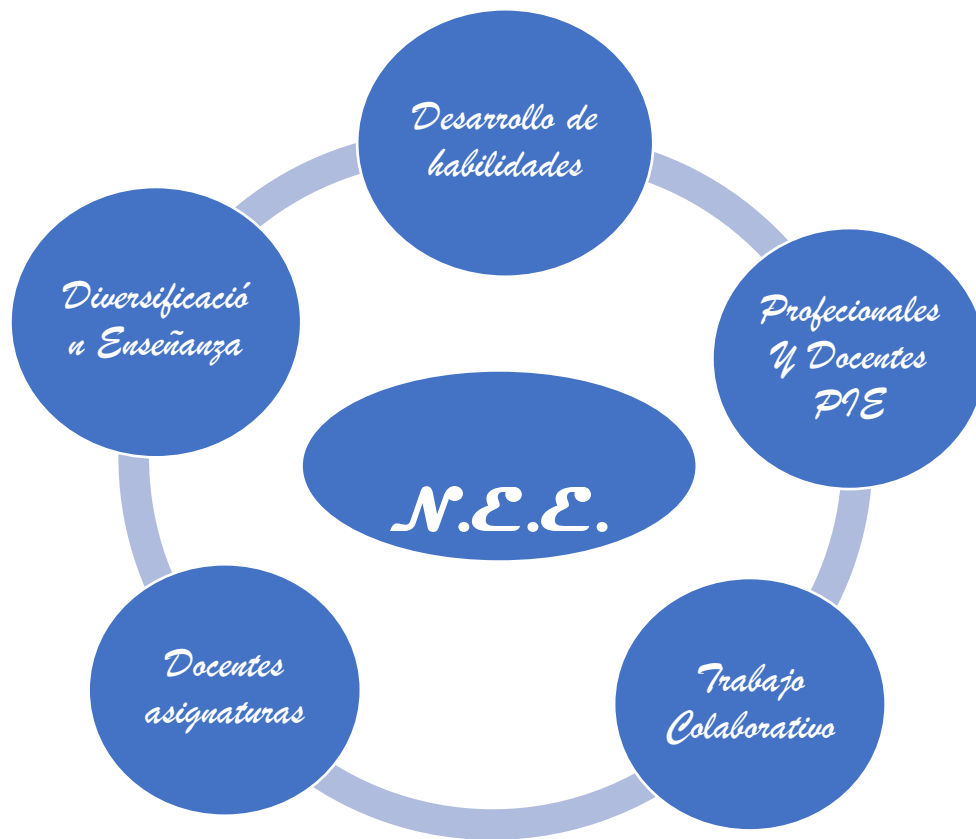 Desarrollo de
habilidades
Profecionales
Y Docentes
PIE
Trabajo
Colaborativo
Docentes
asignaturas
Diversificació
n Enseñanza
N.E.E.